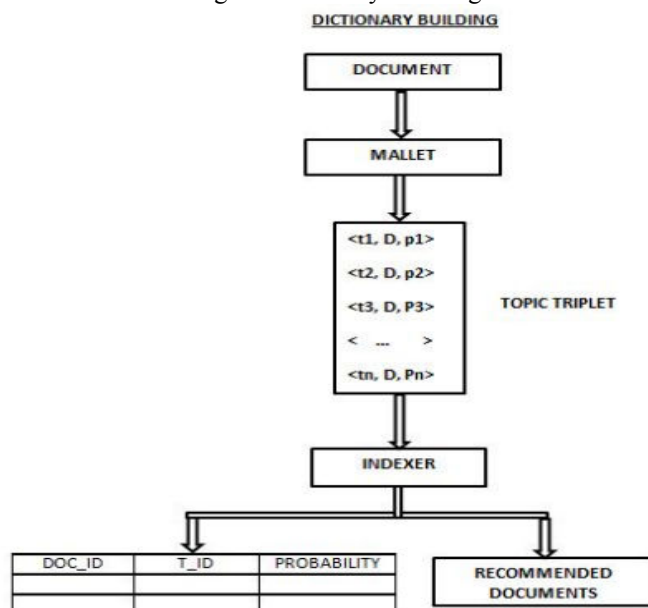 DICTIONARY BUILDING
DOCUMENT
MALLET
<t1, D, p1>
<t2, D, p2>
<t3, D, P3>
< ... >
<tn, D, Pn>
TOPIC TRIPLET
INDEXER
DOC_ID T_ID PROBABILITY
RECOMMENDED
DOCUMENTS